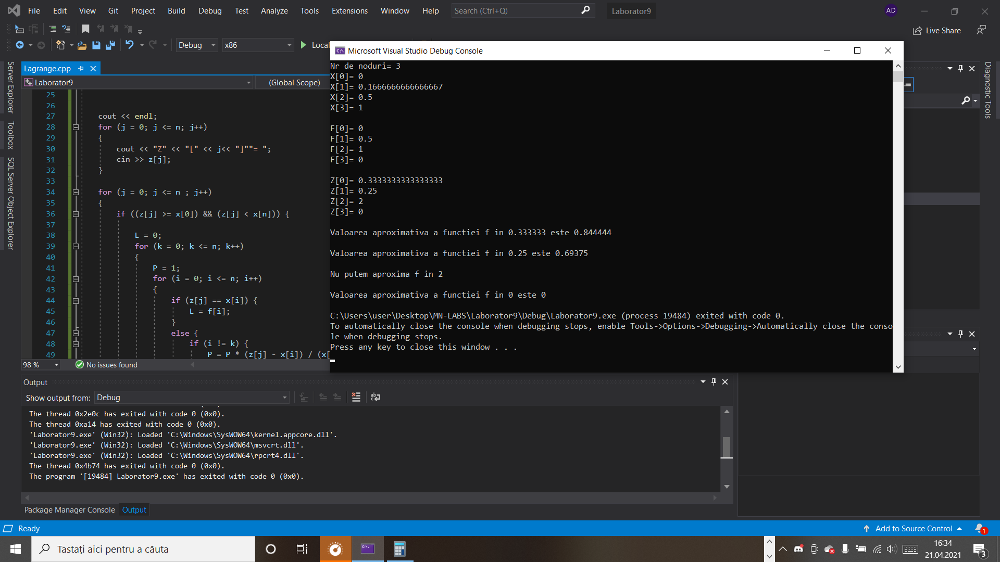 File Edit View Git Project Build Debug Test Analyze Tools Extensions Window Help Search (Ctrl+Q) Laborator9 AD
Live Share
Debug x86 Local
Microsoft Visual Studio Debug Console
Nr de noduri= 3
X[0]= 0
X[1]= 0.1666666666666667
X[2]= 0.5
X[3]= 1
F[0]= 0
F[1]= 0.5
F[2]= 1
F[3]= 0
Z[0]= 0.3333333333333333
Z[1]= 0.25
Z[2]= 2
Z[3]= 0
Valoarea aproximativa a functiei f in 0.333333 este 0.844444
Valoarea aproximativa a functiei f in 0.25 este 0.69375
Nu putem aproxima f in 2
Valoarea aproximativa a functiei f in 0 este 0
C:\Users\user\Desktop\MN-LABS\Laborator9\Debug\Laborator9.exe (process 19484) exited with code 0.
To automatically close the console when debugging stops, enable Tools->Options->Debugging->Automatically close the conso
le when debugging stops.
Press any key to close this window . . .
Server Explorer
Toolbox
SQL Server Object Explorer
Diagnostic Tools
Lagrange.cpp
Laborator9 (Global Scope)
25
26
27 cout << endl;
28 for (j = 0; j <= n; j++)
29 {
30 cout << "Z" << "[" << j<< "]""= ";
31 cin >> z[j];
32 }
33
34 for (j = 0; j <= n ; j++)
35 {
36 if ((z[j] >= x[0]) && (z[j] < x[n])) {
37
38 L = 0;
39 for (k = 0; k <= n; k++)
40 {
41 P = 1;
42 for (i = 0; i <= n; i++)
43 {
44 if (z[j] == x[i]) {
45 L = f[i];
46 }
47 else {
48 if (i != k) {
49 P = P * (z[j] - x[i]) / (x[
98 % No issues found
Output
Show output from: Debug
The thread 0x2e0c has exited with code 0 (0x0).
The thread 0xa14 has exited with code 0 (0x0).
'Laborator9.exe' (Win32): Loaded 'C:\Windows\SysWOW64\kernel.appcore.dll'.
'Laborator9.exe' (Win32): Loaded 'C:\Windows\SysWOW64\msvcrt.dll'.
'Laborator9.exe' (Win32): Loaded 'C:\Windows\SysWOW64\rpcrt4.dll'.
The thread 0x4b74 has exited with code 0 (0x0).
The program '[19484] Laborator9.exe' has exited with code 0 (0x0).
Package Manager Console Output
Ready Add to Source Control 1
Tastați aici pentru a căuta
16:34
21.04.2021
3